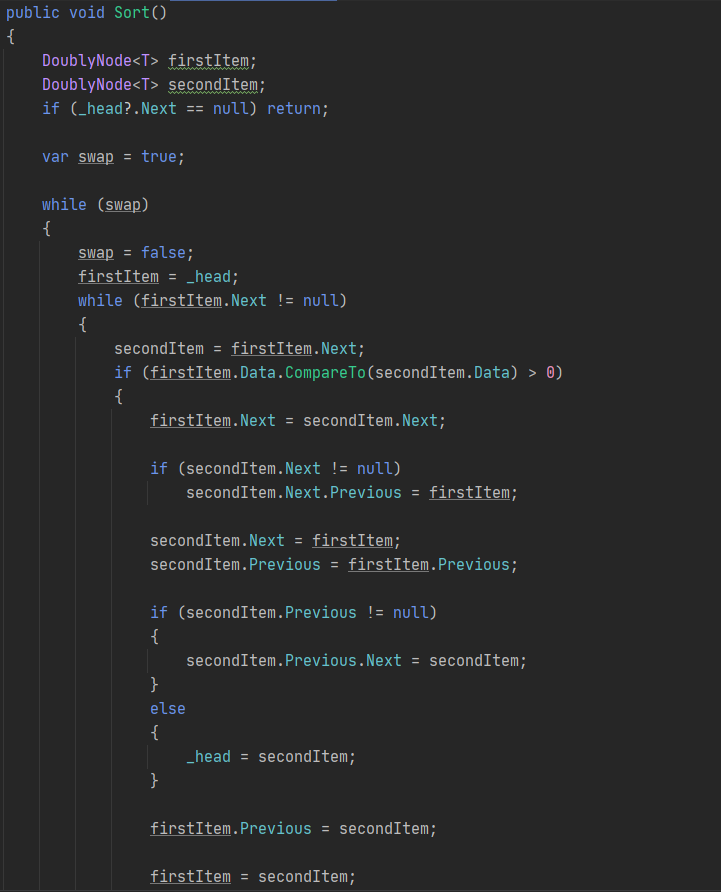 public void Sort()
{
    DoublyNode<T> firstItem;
    DoublyNode<T> secondItem;
    if (_head?.Next == null) return;

    var swap = true;

    while (swap)
    {
        swap = false;
        firstItem = _head;
        while (firstItem.Next != null)
        {
            secondItem = firstItem.Next;
            if (firstItem.Data.CompareTo(secondItem.Data) > 0)
            {
                firstItem.Next = secondItem.Next;

                if (secondItem.Next != null)
                    secondItem.Next.Previous = firstItem;

                secondItem.Next = firstItem;
                secondItem.Previous = firstItem.Previous;

                if (secondItem.Previous != null)
                {
                    secondItem.Previous.Next = secondItem;
                }
                else
                {
                    _head = secondItem;
                }

                firstItem.Previous = secondItem;

                firstItem = secondItem;